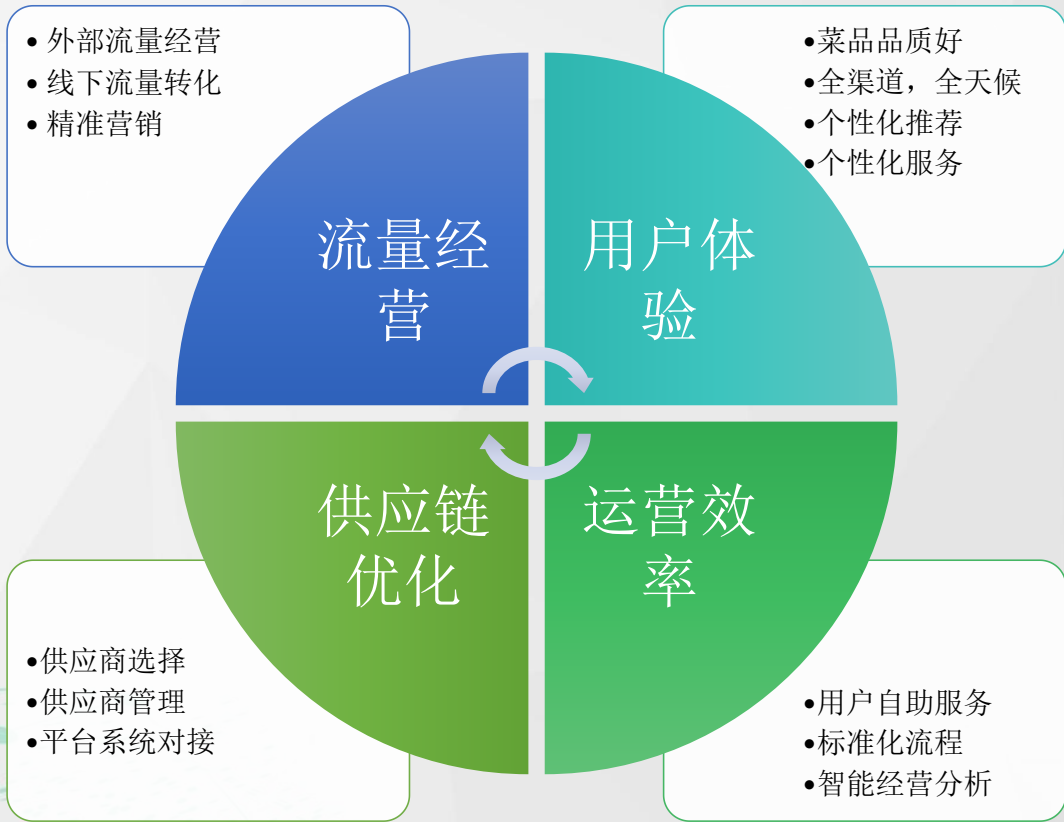 • 外部流量经营
• 线下流量转化
• 精准营销
•菜品品质好
•全渠道，全天候
•个性化推荐
•个性化服务
流量经
营
用户体
验
供应链
优化
运营效
率
•供应商选择
•供应商管理
•平台系统对接
•用户自助服务
•标准化流程
•智能经营分析